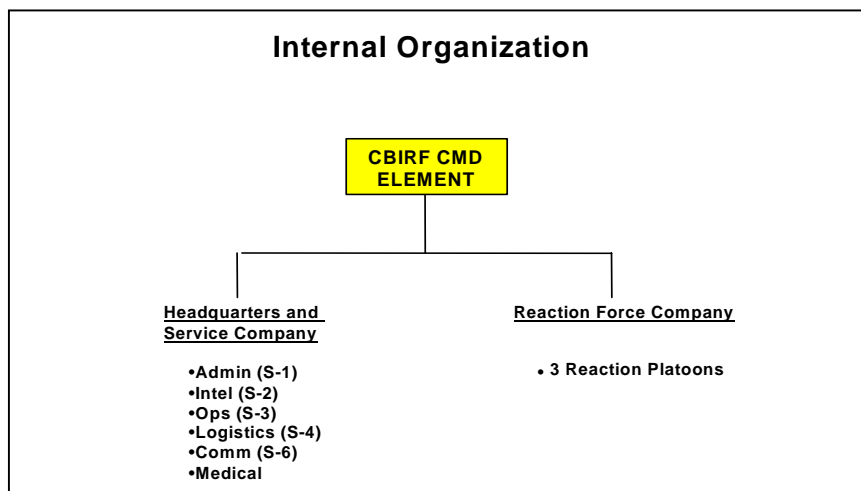 Internal Organization
CBIRF CMD
ELEMENT
Headquarters and
Service Company
•Admin (S-1)
•Intel (S-2)
•Ops (S-3)
•Logistics (S-4)
•Comm (S-6)
•Medical
Reaction Force Company
• 3 Reaction Platoons